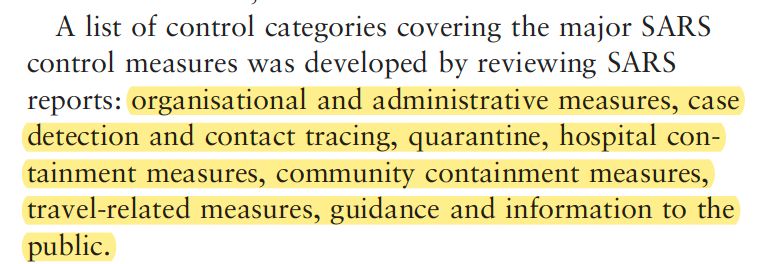 A list of control categories covering the major SARS
control measures was developed by reviewing SARS
reports: organisational and administrative measures, case
detection and contact tracing, quarantine, hospital con-
tainment measures, community containment measures,
travel-related measures, guidance and information to the
public.